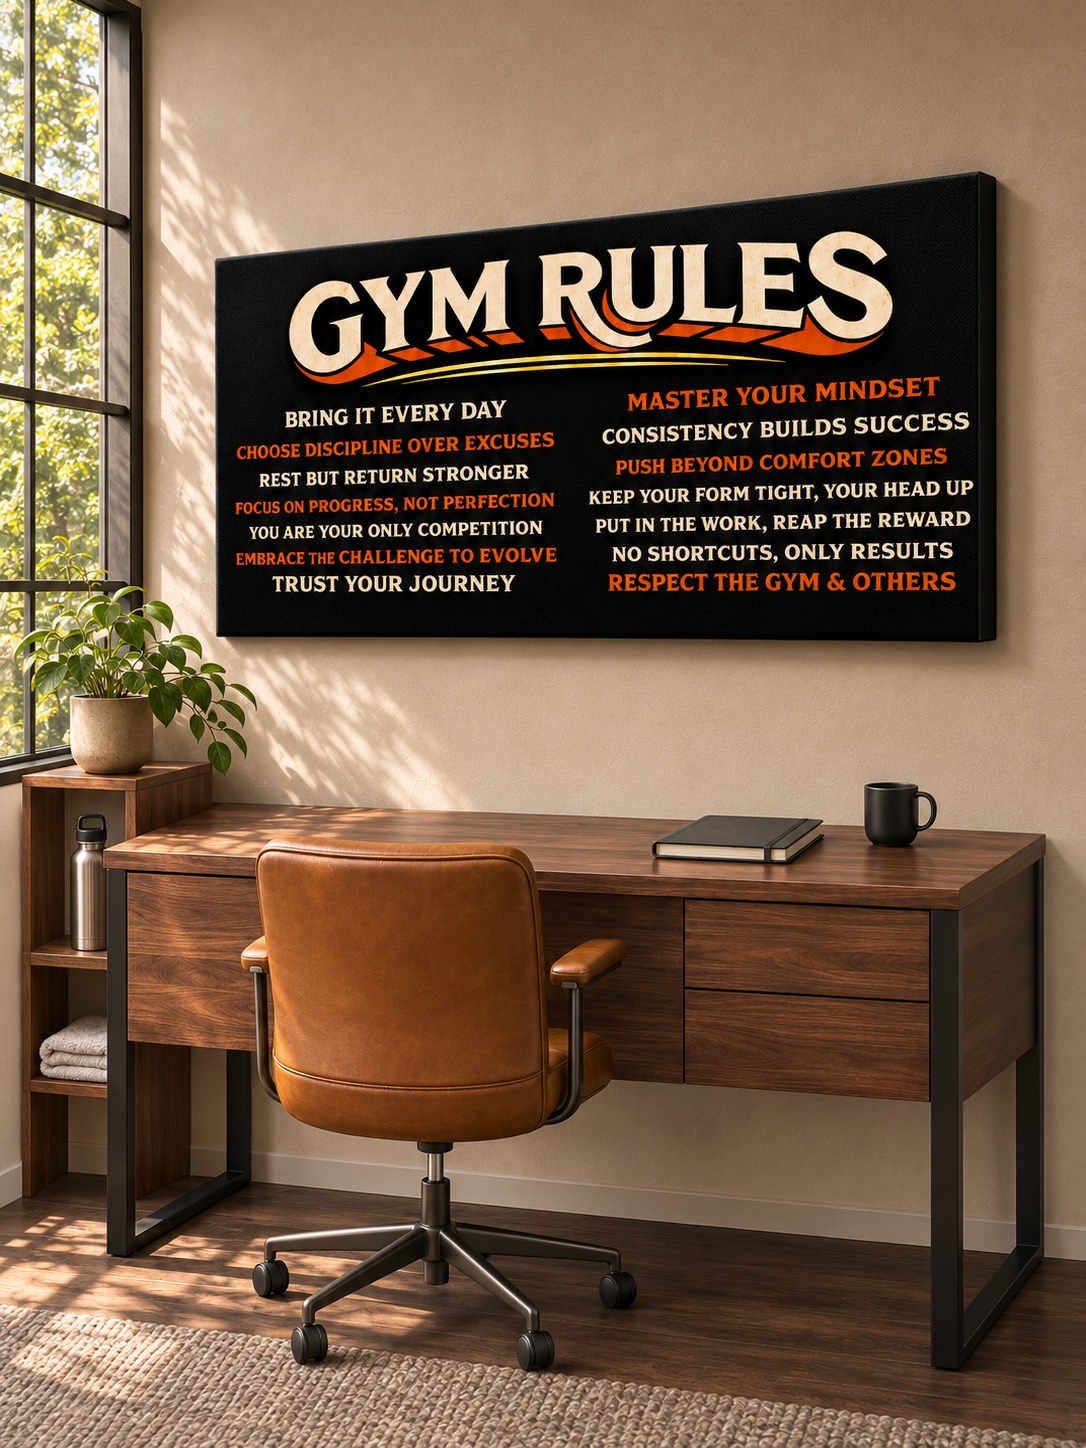 GYM RULES
BRING IT EVERY DAY
CHOOSE DISCIPLINE OVER EXCUSES
REST BUT RETURN STRONGER
FOCUS ON PROGRESS, NOT PERFECTION
YOU ARE YOUR ONLY COMPETITION
EMBRACE THE CHALLENGE TO EVOLVE
TRUST YOUR JOURNEY
MASTER YOUR MINDSET
CONSISTENCY BUILDS SUCCESS
PUSH BEYOND COMFORT ZONES
KEEP YOUR FORM TIGHT, YOUR HEAD UP
PUT IN THE WORK, REAP THE REWARD
NO SHORTCUTS, ONLY RESULTS
RESPECT THE GYM & OTHERS